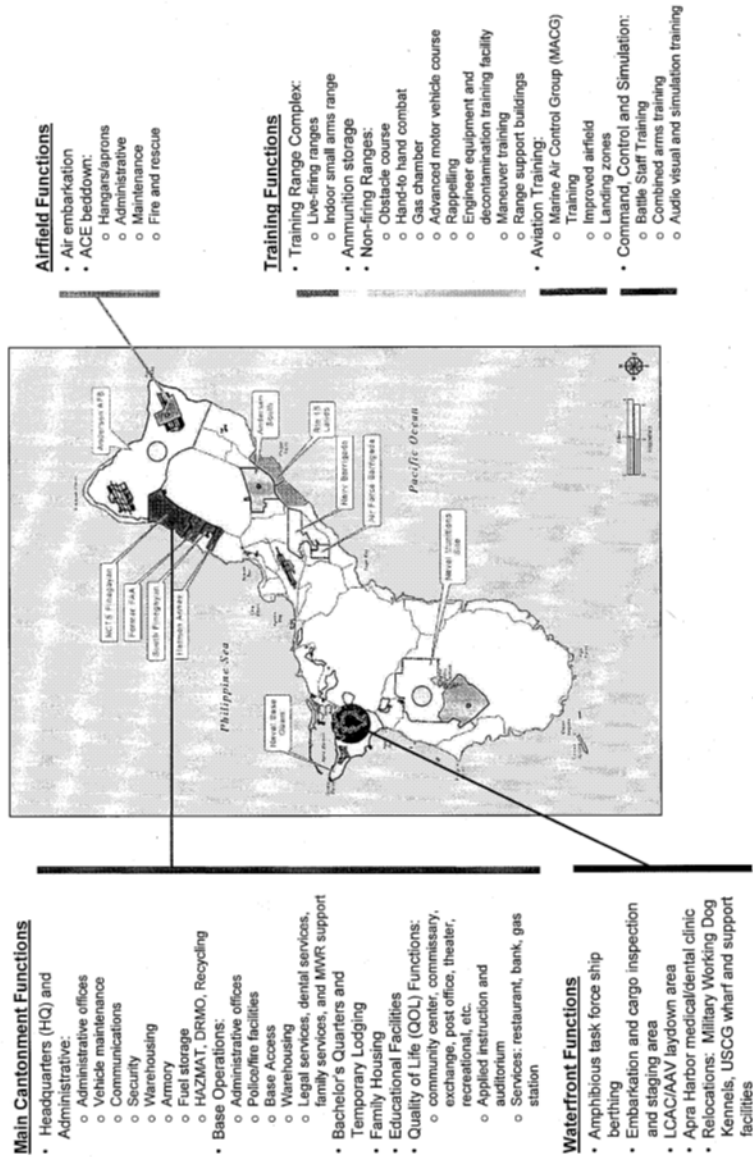 Main Cantonment Functions
• Headquarters (HQ) and
Administrative:
o Administrative offices
o Vehicle maintenance
o Communications
o Security
o Warehousing
o Armory
o Fuel storage
o HAZMAT, DRMO, Recycling
• Base Operations:
o Administrative offices
o Police/fire facilities
o Base Access
o Warehousing
o Legal services, dental services,
family services, and MWR support
• Bachelor's Quarters and
Temporary Lodging
• Family Housing
• Educational Facilities
• Quality of Life (QOL) Functions:
o community center, commissary,
exchange, post office, theater,
recreational, etc.
o Applied instruction and
auditorium
o Services: restaurant, bank, gas
station
Waterfront Functions
• Amphibious task force ship
berthing
• Embarkation and cargo inspection
and staging area
• LCAC/AAV laydown area
• Apra Harbor medical/dental clinic
• Relocations: Military Working Dog
Kennels, USCG wharf and support
facilities
Andersen AFB
NCTS Finegayan
Former FAA
South Finegayan
Harmon Annex
Philippine Sea
Andersen
South
Rte 15
Lands
Navy Barrigada
Air Force Barrigada
Pacific Ocean
Naval Base
Guam
Naval Munitions
Site
Airfield Functions
• Air embarkation
• ACE beddown:
o Hangars/aprons
o Administrative
o Maintenance
o Fire and rescue
Training Functions
• Training Range Complex:
o Live-firing ranges
o Indoor small arms range
• Ammunition storage
• Non-firing Ranges:
o Obstacle course
o Hand-to hand combat
o Gas chamber
o Advanced motor vehicle course
o Rappelling
o Engineer equipment and
decontamination training facility
o Maneuver training
o Range support buildings
• Aviation Training:
o Marine Air Control Group (MACG)
Training
o Improved airfield
o Landing zones
• Command, Control and Simulation:
o Battle Staff Training
o Combined arms training
o Audio visual and simulation training